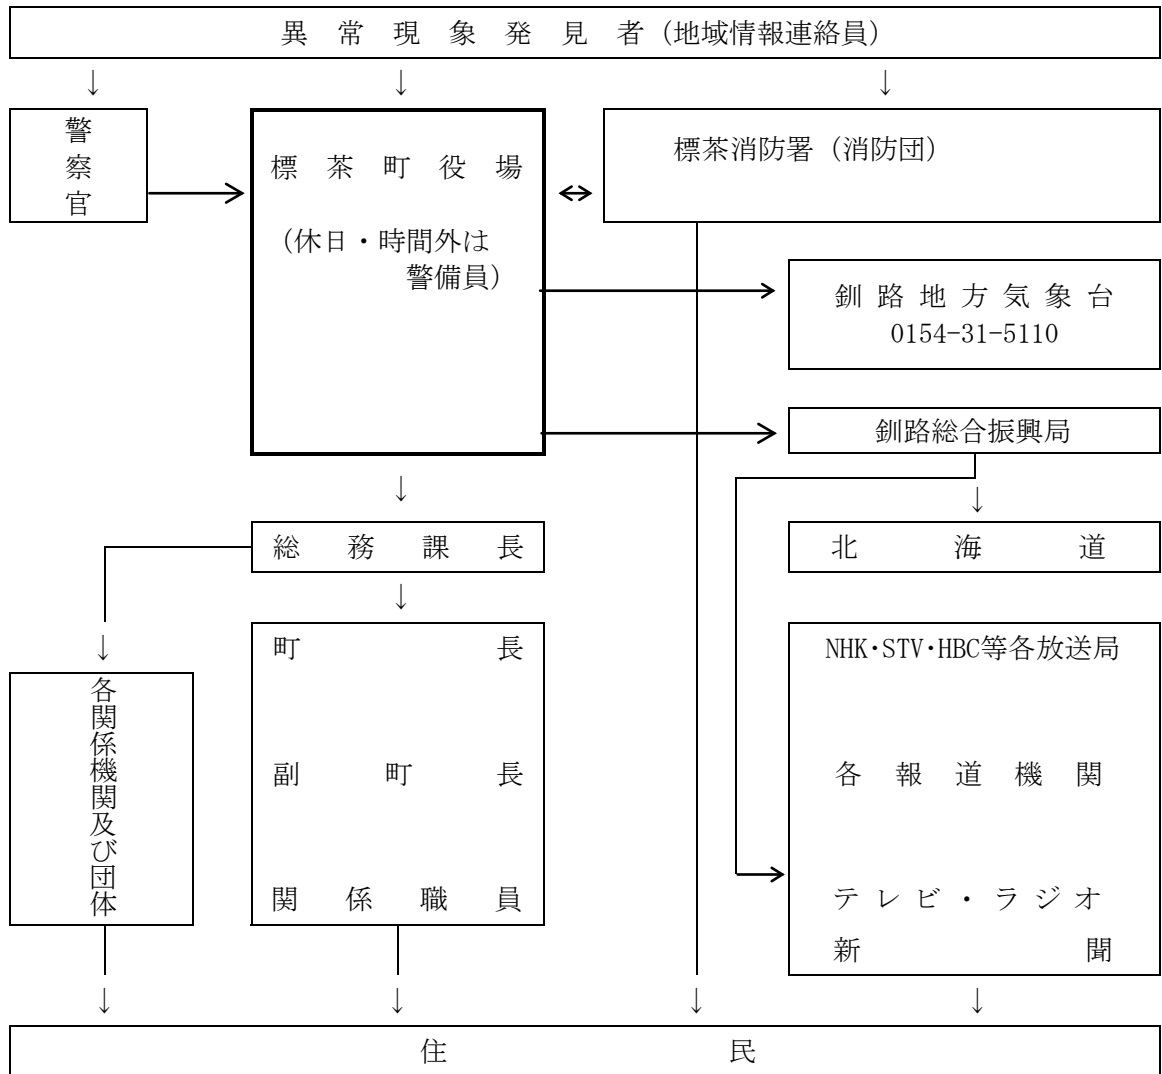 異常現象発見者(地域情報連絡員)
↓ ↓ ↓
警察官
標茶町役場
(休日・時間外は
警備員)
標茶消防署(消防団)
釧路地方気象台
0154-31-5110
釧路総合振興局
↓ ↓
総務課長
北海道
↓
町長
副町長
関係職員
NHK・STV・HBC等各放送局
各報道機関
テレビ・ラジオ
新聞
↓
各関係機関及び団体
↓ ↓ ↓ ↓
住民